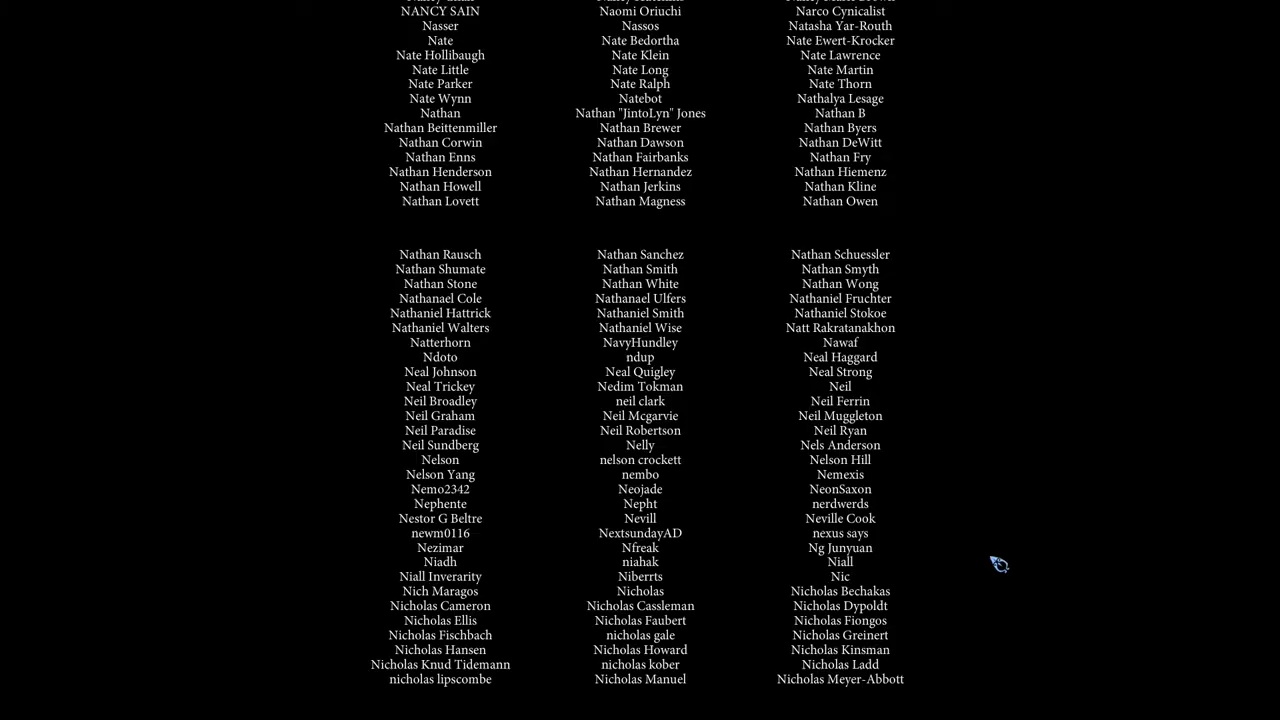 NANCY SAIN Naomi Oriuchi Narco Cynicalist
Nasser Nassos Natasha Yar-Routh
Nate Nate Bedortha Nate Ewert-Krocker
Nate Hollibaugh Nate Klein Nate Lawrence
Nate Little Nate Long Nate Martin
Nate Parker Nate Ralph Nate Thorn
Nate Wynn Natebot Nathalya Lesage
Nathan Nathan "JintoLyn" Jones Nathan B
Nathan Beittenmiller Nathan Brewer Nathan Byers
Nathan Corwin Nathan Dawson Nathan DeWitt
Nathan Enns Nathan Fairbanks Nathan Fry
Nathan Henderson Nathan Hernandez Nathan Hiemenz
Nathan Howell Nathan Jerkins Nathan Kline
Nathan Lovett Nathan Magness Nathan Owen
Nathan Rausch Nathan Sanchez Nathan Schuessler
Nathan Shumate Nathan Smith Nathan Smyth
Nathan Stone Nathan White Nathan Wong
Nathanael Cole Nathanael Ulfers Nathaniel Fruchter
Nathaniel Hattrick Nathaniel Smith Nathaniel Stokoe
Nathaniel Walters Nathaniel Wise Natt Rakratanakhon
Natterhorn NavyHundley Nawaf
Ndoto ndup Neal Haggard
Neal Johnson Neal Quigley Neal Strong
Neal Trickey Nedim Tokman Neil
Neil Broadley neil clark Neil Ferrin
Neil Graham Neil Mcgarvie Neil Muggleton
Neil Paradise Neil Robertson Neil Ryan
Neil Sundberg Nelly Nels Anderson
Nelson nelson crockett Nelson Hill
Nelson Yang nembo Nemexis
Nemo2342 Neojade NeonSaxon
Nephente Nepht nerdwerds
Nestor G Beltre Nevill Neville Cook
newm0116 NextsundayAD nexus says
Nezimar Nfreak Ng Junyuan
Niadh niahak Niall
Niall Inverarity Niberrts Nic
Nich Maragos Nicholas Nicholas Bechakas
Nicholas Cameron Nicholas Cassleman Nicholas Dypoldt
Nicholas Ellis Nicholas Faubert Nicholas Fiongos
Nicholas Fischbach nicholas gale Nicholas Greinert
Nicholas Hansen Nicholas Howard Nicholas Kinsman
Nicholas Knud Tidemann nicholas kober Nicholas Ladd
nicholas lipscombe Nicholas Manuel Nicholas Meyer-Abbott